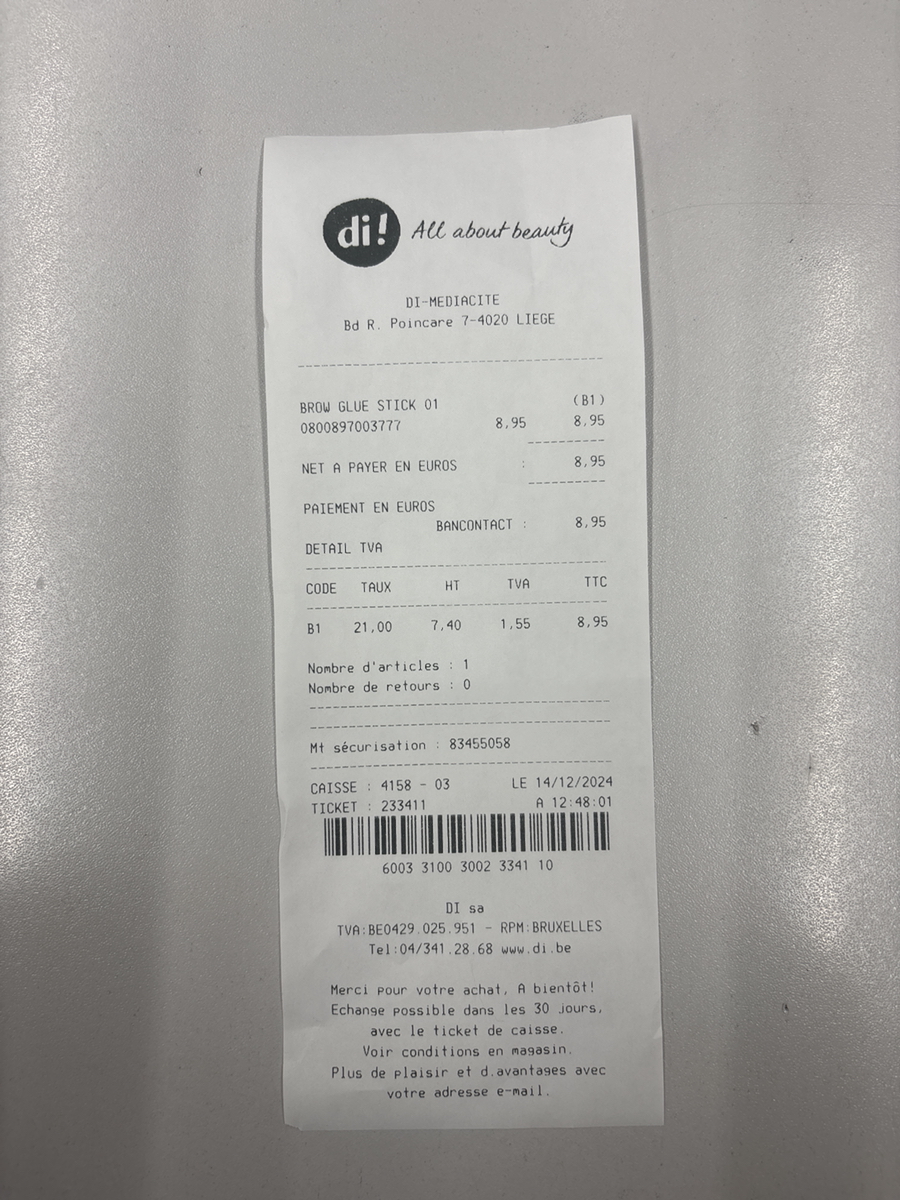 di! All about beauty
DI-MEDIACITE
Bd R. Poincare 7-4020 LIEGE
BROW GLUE STICK 01 (B1)
0800897003777 8,95 8,95
NET A PAYER EN EUROS : 8,95
PAIEMENT EN EUROS
BANCONTACT : 8,95
DETAIL TVA
CODE TAUX HT TVA TTC
B1 21,00 7,40 1,55 8,95
Nombre d'articles : 1
Nombre de retours : 0
Mt sécurisation : 83455058
CAISSE : 4158 - 03 LE 14/12/2024
TICKET : 233411 A 12:48:01
6003 3100 3002 3341 10
DI sa
TVA:BE0429.025.951 - RPM:BRUXELLES
Tel:04/341.28.68 www.di.be
Merci pour votre achat, A bientôt!
Echange possible dans les 30 jours,
avec le ticket de caisse.
Voir conditions en magasin.
Plus de plaisir et d.avantages avec
votre adresse e-mail.